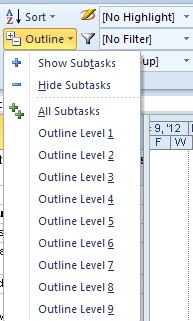 Sort
[No Highlight]
Outline
[No Filter]
up]
Show Subtasks
Hide Subtasks
All Subtasks
Outline Level 1
Outline Level 2
Outline Level 3
Outline Level 4
Outline Level 5
Outline Level 6
Outline Level 7
Outline Level 8
Outline Level 9
9, '12
F W